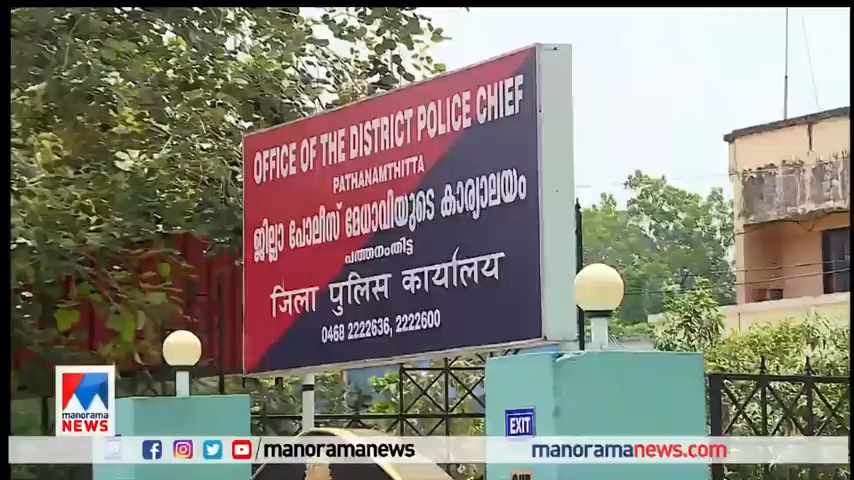 OFFICE OF THE DISTRICT POLICE CHIEF
PATHANAMTHITTA
ജില്ലാ പോലീസ് മേധാവിയുടെ കാര്യാലയം
പത്തനംതിട്ട
जिला पुलिस कार्यालय
0468 2222636, 2222600
EXIT
manorama
NEWS
/manoramanews
manoramanews.com